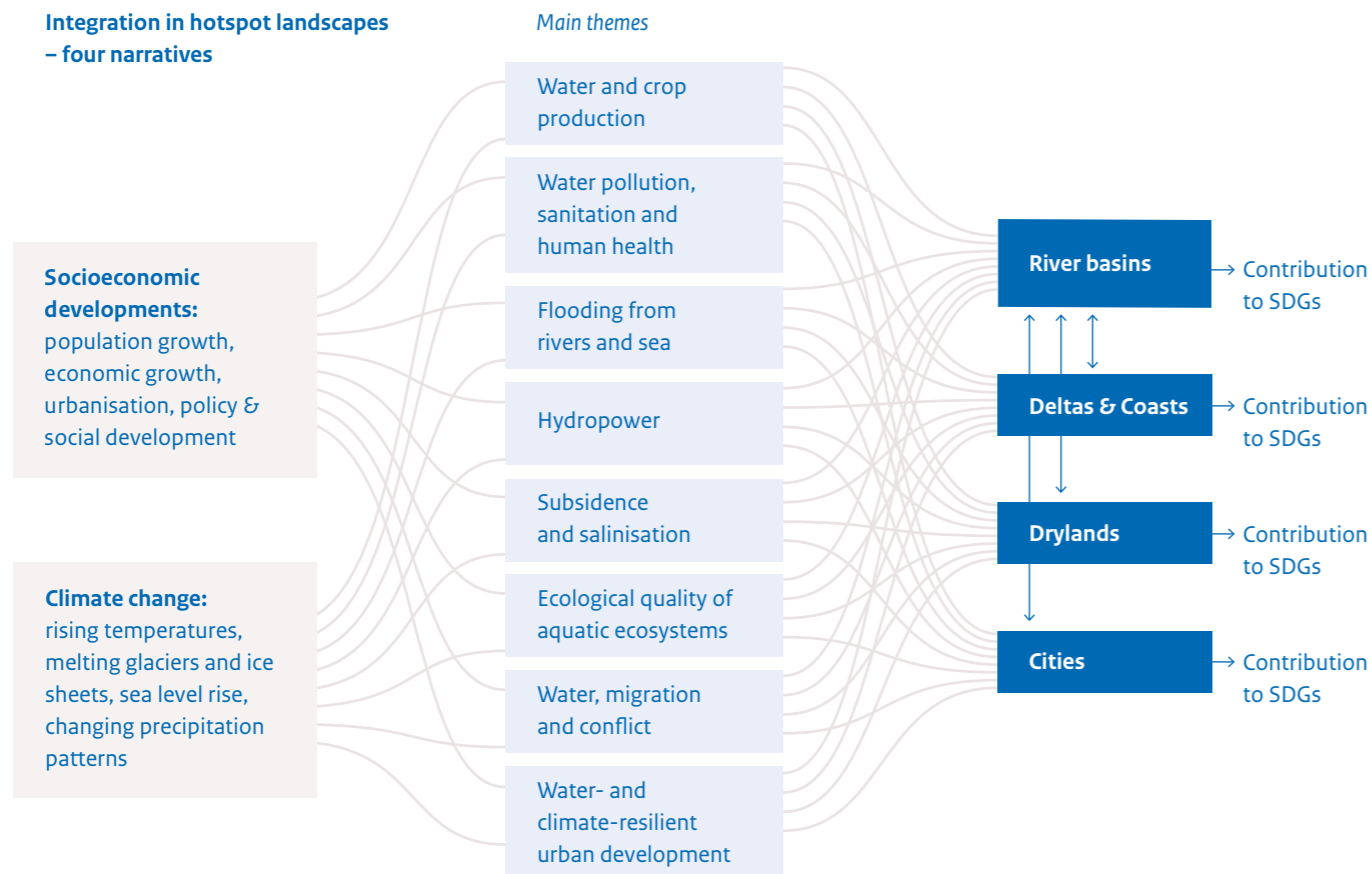 Integration in hotspot landscapes
– four narratives
Main themes
Socioeconomic
developments:
population growth,
economic growth,
urbanisation, policy &
social development
Climate change:
rising temperatures,
melting glaciers and ice
sheets, sea level rise,
changing precipitation
patterns
Water and crop
production
Water pollution,
sanitation and
human health
Flooding from
rivers and sea
Hydropower
Subsidence
and salinisation
Ecological quality of
aquatic ecosystems
Water, migration
and conflict
Water- and
climate-resilient
urban development
River basins
Contribution
to SDGs
Deltas & Coasts
Contribution
to SDGs
Drylands
Contribution
to SDGs
Cities
Contribution
to SDGs